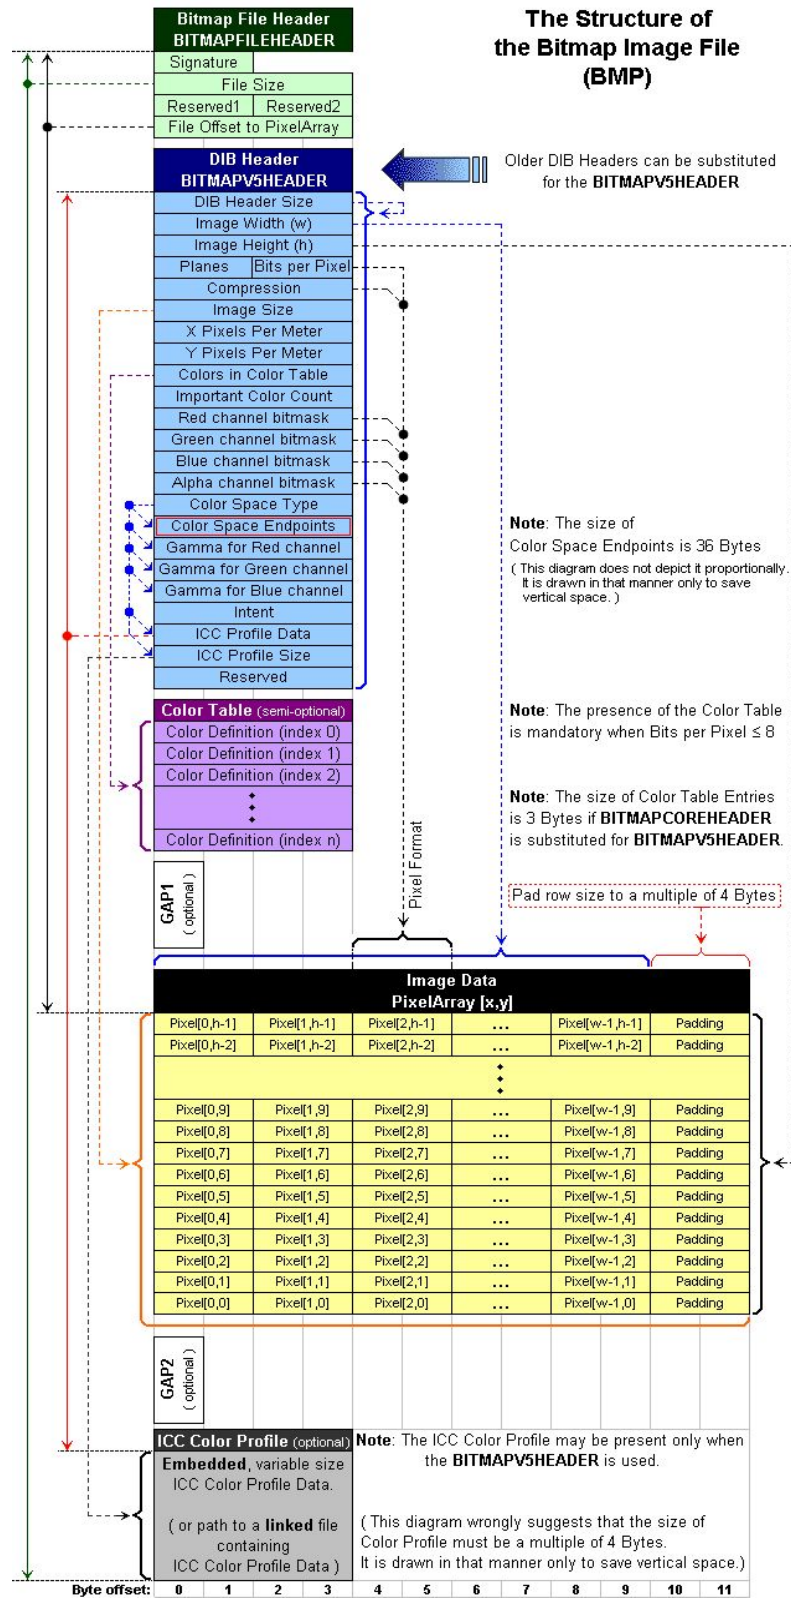 The Structure of
the Bitmap Image File
(BMP)
Bitmap File Header
BITMAPFILEHEADER
Signature
File Size
Reserved1 Reserved2
File Offset to PixelArray
DIB Header
BITMAPV5HEADER
Older DIB Headers can be substituted
for the BITMAPV5HEADER
DIB Header Size
Image Width (w)
Image Height (h)
Planes Bits per Pixel
Compression
Image Size
X Pixels Per Meter
Y Pixels Per Meter
Colors in Color Table
Important Color Count
Red channel bitmask
Green channel bitmask
Blue channel bitmask
Alpha channel bitmask
Color Space Type
Color Space Endpoints
Gamma for Red channel
Gamma for Green channel
Gamma for Blue channel
Intent
ICC Profile Data
ICC Profile Size
Reserved
Note: The size of
Color Space Endpoints is 36 Bytes
( This diagram does not depict it proportionally.
It is drawn in that manner only to save
vertical space. )
Color Table (semi-optional)
Color Definition (index 0)
Color Definition (index 1)
Color Definition (index 2)
Color Definition (index n)
Note: The presence of the Color Table
is mandatory when Bits per Pixel ≤ 8
Note: The size of Color Table Entries
is 3 Bytes if BITMAPCOREHEADER
is substituted for BITMAPV5HEADER.
GAP1
( optional )
Pixel Format
Pad row size to a multiple of 4 Bytes
Image Data
PixelArray [x,y]
Pixel[0,h-1] Pixel[1,h-1] Pixel[2,h-1] ... Pixel[w-1,h-1] Padding
Pixel[0,h-2] Pixel[1,h-2] Pixel[2,h-2] ... Pixel[w-1,h-2] Padding
Pixel[0,9] Pixel[1,9] Pixel[2,9] ... Pixel[w-1,9] Padding
Pixel[0,8] Pixel[1,8] Pixel[2,8] ... Pixel[w-1,8] Padding
Pixel[0,7] Pixel[1,7] Pixel[2,7] ... Pixel[w-1,7] Padding
Pixel[0,6] Pixel[1,6] Pixel[2,6] ... Pixel[w-1,6] Padding
Pixel[0,5] Pixel[1,5] Pixel[2,5] ... Pixel[w-1,5] Padding
Pixel[0,4] Pixel[1,4] Pixel[2,4] ... Pixel[w-1,4] Padding
Pixel[0,3] Pixel[1,3] Pixel[2,3] ... Pixel[w-1,3] Padding
Pixel[0,2] Pixel[1,2] Pixel[2,2] ... Pixel[w-1,2] Padding
Pixel[0,1] Pixel[1,1] Pixel[2,1] ... Pixel[w-1,1] Padding
Pixel[0,0] Pixel[1,0] Pixel[2,0] ... Pixel[w-1,0] Padding
GAP2
( optional )
ICC Color Profile (optional)
Embedded, variable size
ICC Color Profile Data.
( or path to a linked file
containing
ICC Color Profile Data )
Note: The ICC Color Profile may be present only when
the BITMAPV5HEADER is used.
( This diagram wrongly suggests that the size of
Color Profile must be a multiple of 4 Bytes.
It is drawn in that manner only to save vertical space.)
Byte offset: 0 1 2 3 4 5 6 7 8 9 10 11